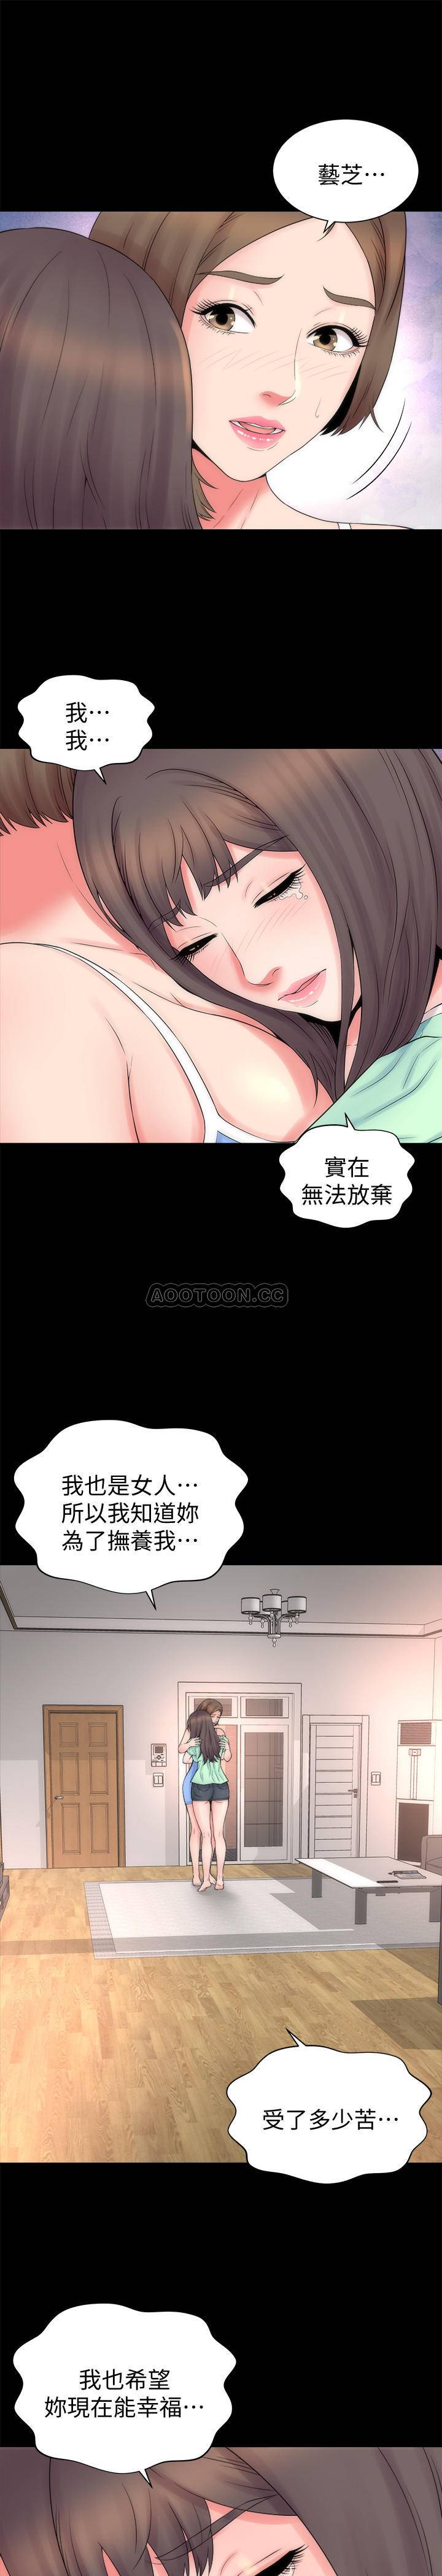 藝芝⋯
我⋯
我⋯
實在
無法放棄
AOOTOON.CC
我也是女人⋯
所以我知道妳
為了撫養我⋯
受了多少苦⋯
我也希望
妳現在能幸福⋯